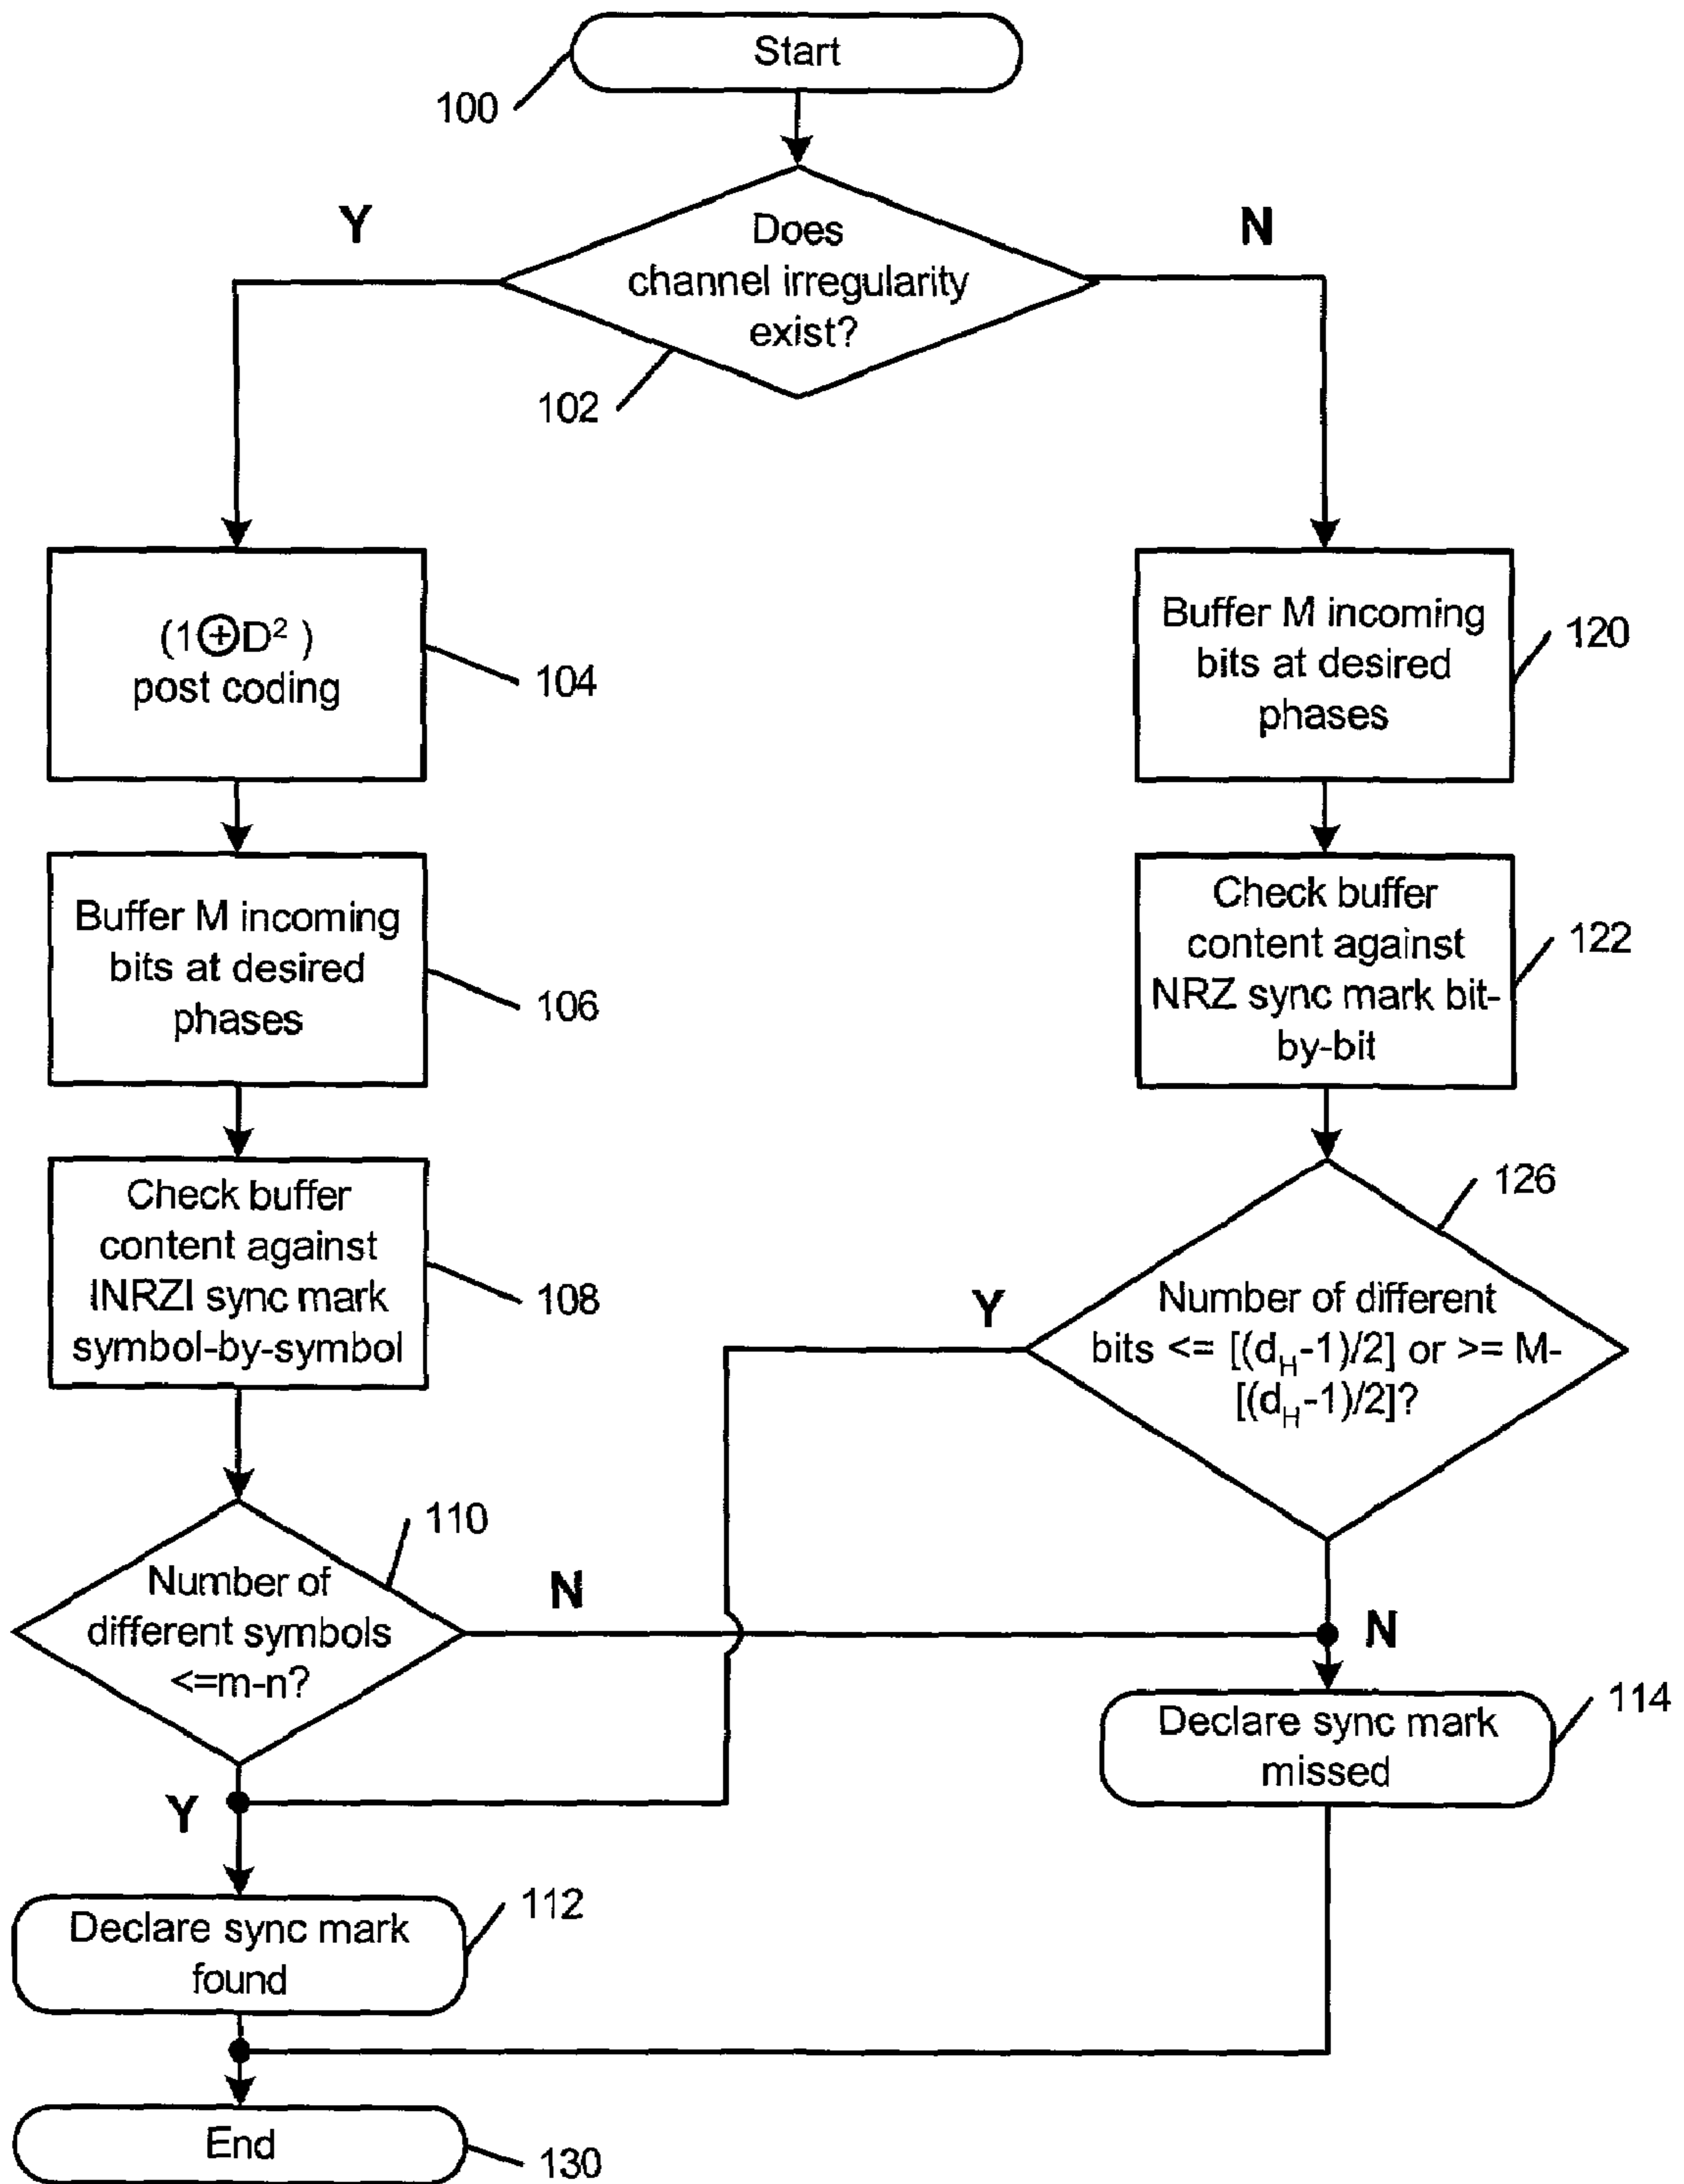 Start
100
Does
channel irregularity
exist?
102
Y
N
(1⊕D²)
post coding
104
Buffer M incoming
bits at desired
phases
120
Buffer M incoming
bits at desired
phases
106
Check buffer
content against
NRZ sync mark bit-
by-bit
122
Check buffer
content against
INRZI sync mark
symbol-by-symbol
108
126
Number of different
bits <= [(d_H-1)/2] or >= M-
[(d_H-1)/2]?
Y
110
Number of
different symbols
<=m-n?
N
N
Declare sync mark
missed
114
Y
Declare sync mark
found
112
End
130